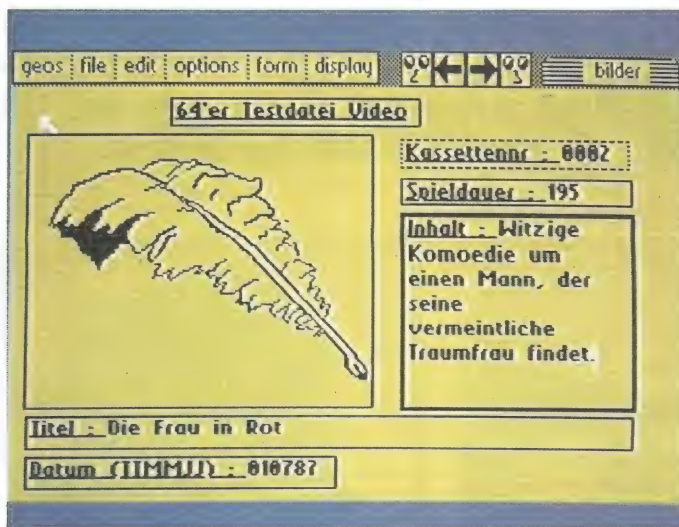 geos file edit options form display bilder
64'er Testdatei Video
Kassettennr : 0002
Spieldauer : 195
Inhalt : Witzige
Komoedie um
einen Mann, der
seine
vermeintliche
Traumfrau findet.
Titel : Die Frau in Rot
Datum (TTMMJJ) : 010787